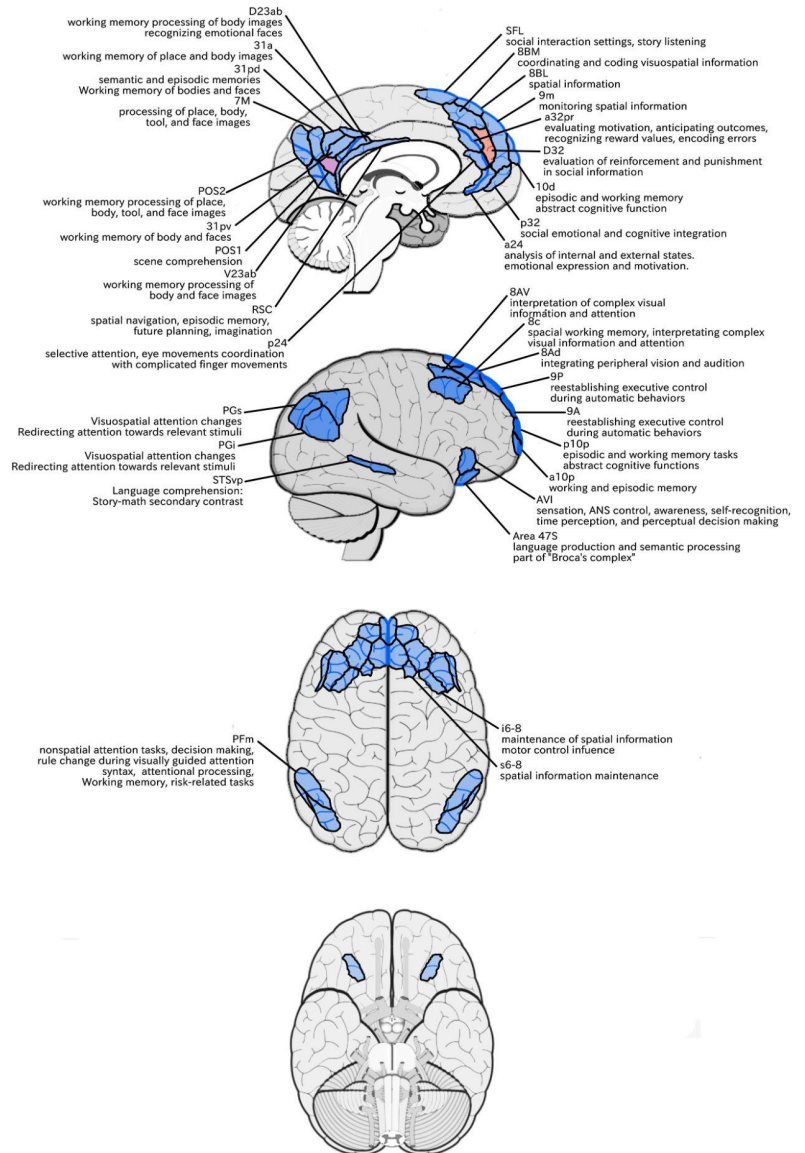 D23ab
working memory processing of body images
recognizing emotional faces
31a
working memory of place and body images
31pd
semantic and episodic memories
Working memory of bodies and faces
7M
processing of place, body,
tool, and face images
POS2
working memory processing of place,
body, tool, and face images
31pv
working memory of body and faces
POS1
scene comprehension
V23ab
working memory processing of
body and face images
RSC
spatial navigation, episodic memory,
future planning, imagination
p24
selective attention, eye movements coordination
with complicated finger movements
SFL
social interaction settings, story listening
8BM
coordinating and coding visuospatial information
8BL
spatial information
9m
monitoring spatial information
a32pr
evaluating motivation, anticipating outcomes,
recognizing reward values, encoding errors
D32
evaluation of reinforcement and punishment
in social information
10d
episodic and working memory
abstract cognitive function
p32
social emotional and cognitive integration
a24
analysis of internal and external states.
emotional expression and motivation.
8AV
interpretation of complex visual
information and attention
8c
spacial working memory, interpretating complex
visual information and attention
8Ad
integrating peripheral vision and audition
9P
reestablishing executive control
during automatic behaviors
9A
reestablishing executive control
during automatic behaviors
p10p
episodic and working memory tasks
abstract cognitive functions
a10p
working and episodic memory
AVI
sensation, ANS control, awareness, self-recognition,
time perception, and perceptual decision making
Area 47S
language production and semantic processing
part of "Broca's complex"
PGs
Visuospatial attention changes
Redirecting attention towards relevant stimuli
PGi
Visuospatial attention changes
Redirecting attention towards relevant stimuli
STSvp
Language comprehension:
Story-math secondary contrast
PFm
nonspatial attention tasks, decision making,
rule change during visually guided attention
syntax, attentional processing,
Working memory, risk-related tasks
i6-8
maintenance of spatial information
motor control infuence
s6-8
spatial information maintenance